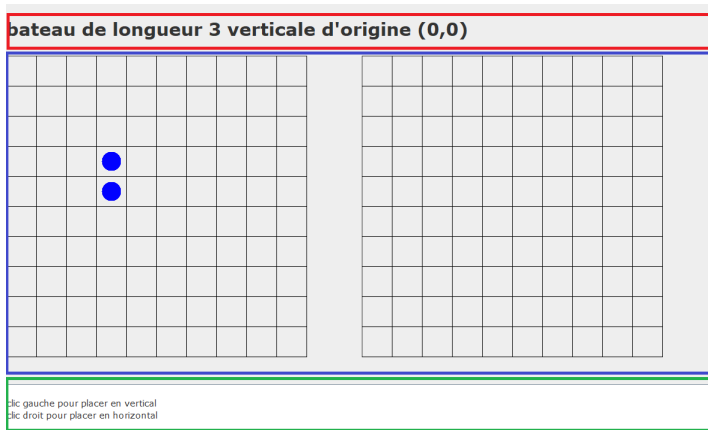 bateau de longueur 3 verticale d'origine (0,0)
clic gauche pour placer en vertical
clic droit pour placer en horizontal